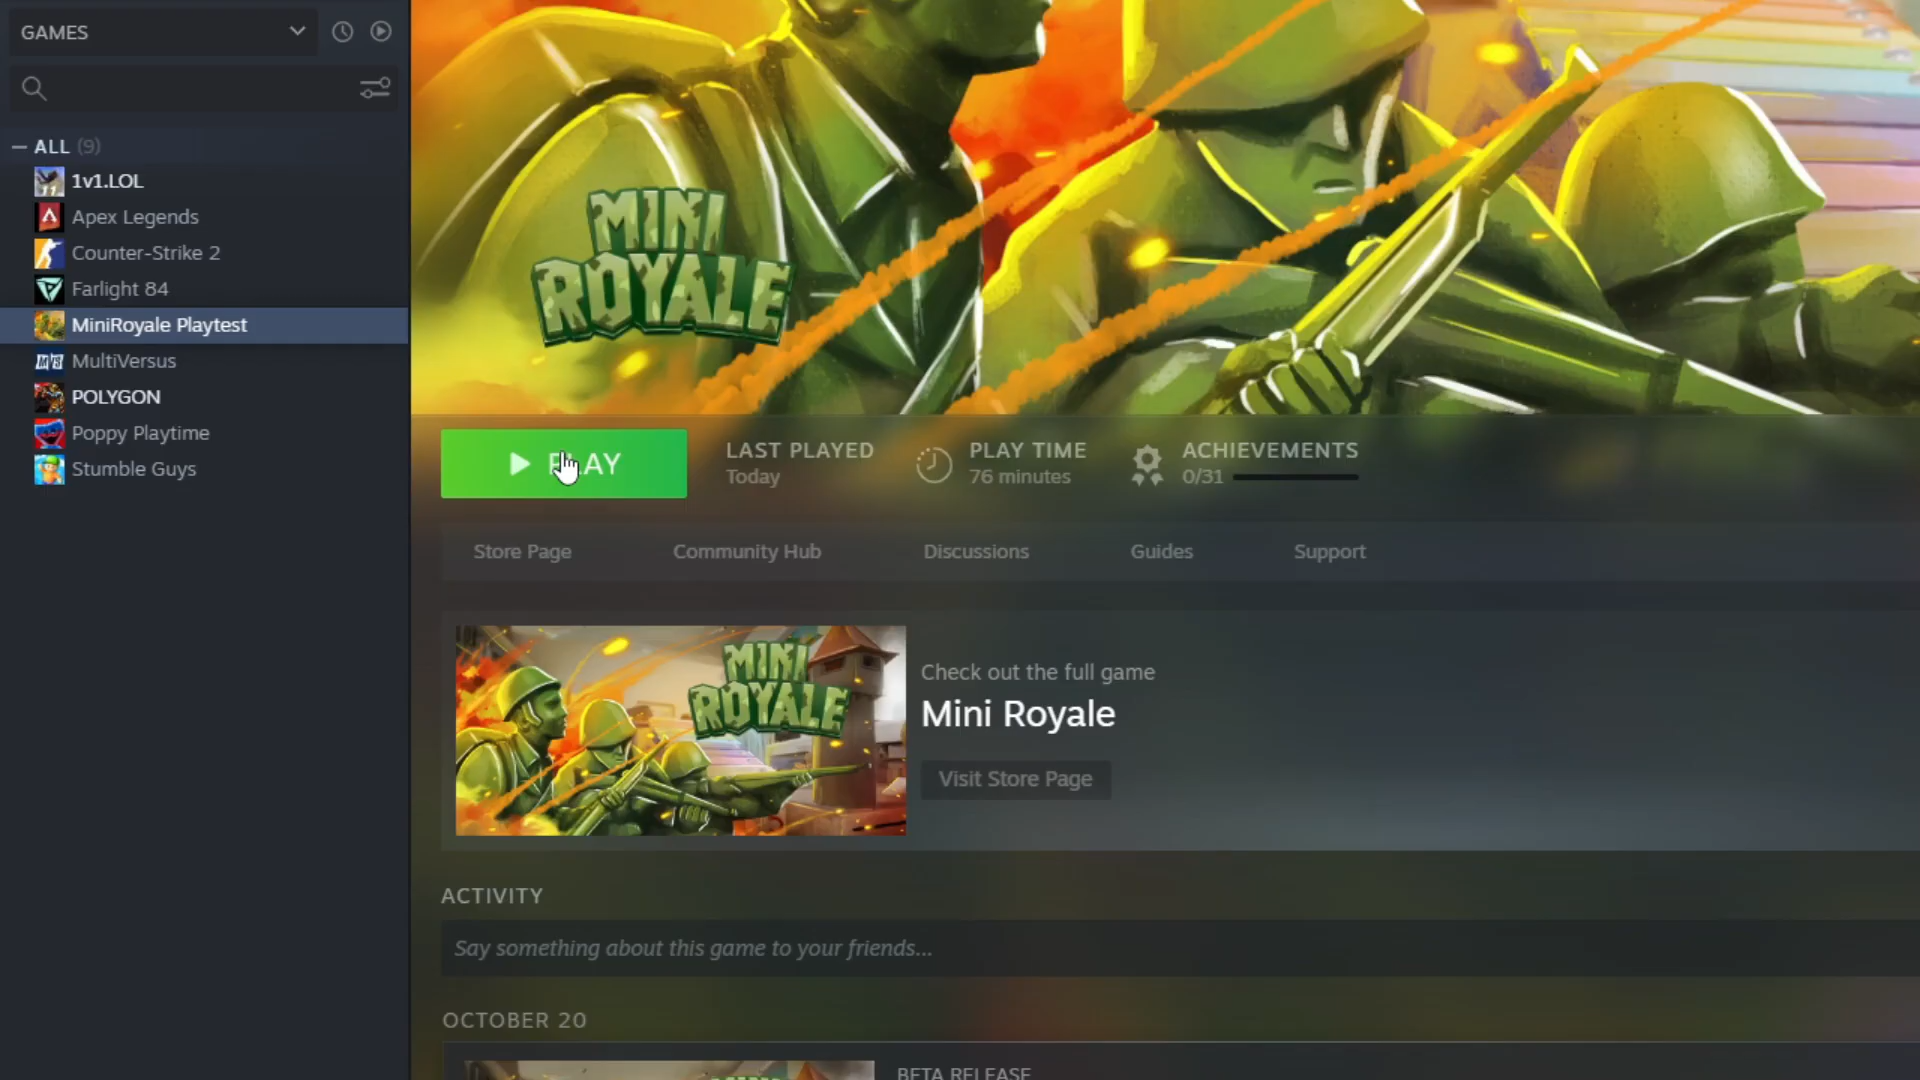 GAMES
ALL (9)
1v1.LOL
Apex Legends
Counter-Strike 2
Farlight 84
MiniRoyale Playtest
MultiVersus
POLYGON
Poppy Playtime
Stumble Guys
MINI
ROYALE
PLAY
LAST PLAYED
Today
PLAY TIME
76 minutes
ACHIEVEMENTS
0/31
Store Page
Community Hub
Discussions
Guides
Support
MINI
ROYALE
Check out the full game
Mini Royale
Visit Store Page
ACTIVITY
Say something about this game to your friends...
OCTOBER 20
BETA RELEASE